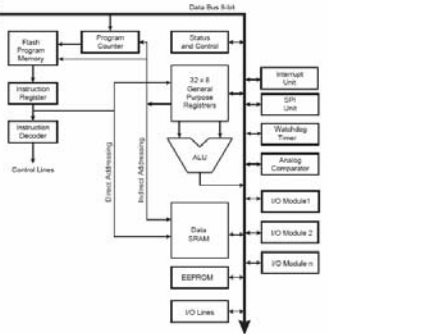 Data Bus 8-bit
Flash
Program
Memory
Program
Counter
Status
and Control
Instruction
Register
32 x 8
General
Purpose
Registrers
Interrupt
Unit
SPI
Unit
Instruction
Decoder
Watchdog
Timer
Direct Addressing
Indirect Addressing
ALU
Analog
Comparator
Control Lines
I/O Module1
Data
SRAM
I/O Module 2
I/O Module n
EEPROM
I/O Lines